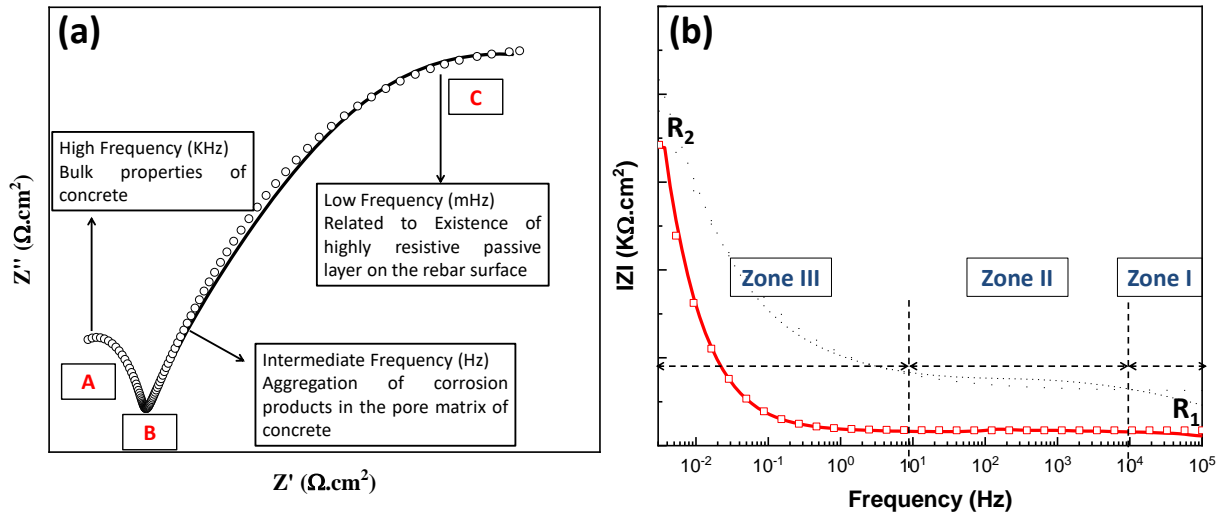 (a)
High Frequency (KHz)
Bulk properties of
concrete
C
Low Frequency (mHz)
Related to Existence of
highly resistive passive
layer on the rebar surface
A
B
Intermediate Frequency (Hz)
Aggregation of corrosion
products in the pore matrix of
concrete
Z'' (Ω.cm²)
Z' (Ω.cm²)
(b)
R₂
Zone III
Zone II
Zone I
R₁
IZI (KΩ.cm²)
10⁻² 10⁻¹ 10⁰ 10¹ 10² 10³ 10⁴ 10⁵
Frequency (Hz)